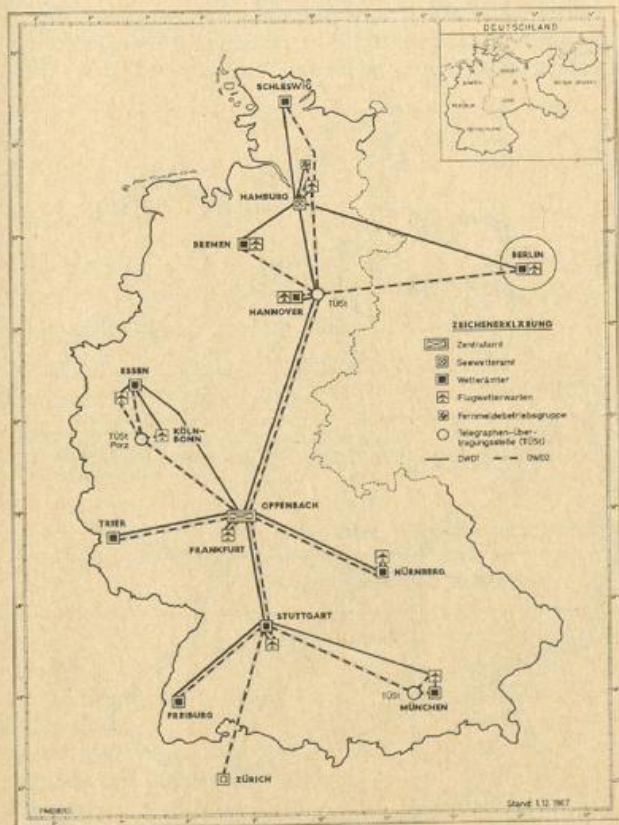 DEUTSCHLAND
SCHLESWIG
HAMBURG
BREMEN
BERLIN
HANNOVER
TÜSt
ZEICHENERKLÄRUNG
Zentralamt
Seewetteramt
Wetterämter
Flugwetterwarten
Fernmeldebetriebsgruppe
Telegraphen-Über-
tragungsstelle (TÜSt)
DWD1
DWD2
ESSEN
TÜSt
Porz
KÖLN-
BONN
OFFENBACH
TRIER
FRANKFURT
NÜRNBERG
STUTTGART
TÜSt
MÜNCHEN
FREIBURG
ZÜRICH
Stand: 1.12. 1967